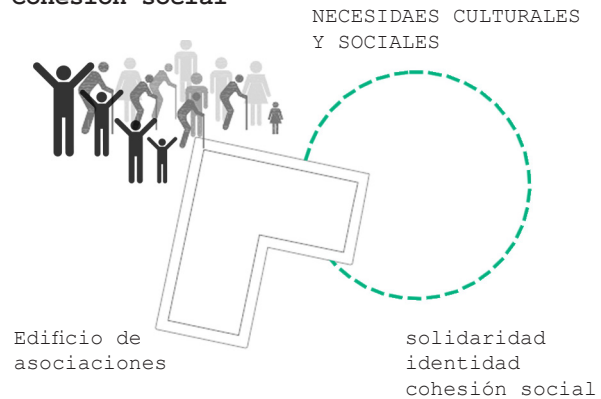 Cohesión social
NECESIDAES CULTURALES
Y SOCIALES
Edificio de
asociaciones
solidaridad
identidad
cohesión social